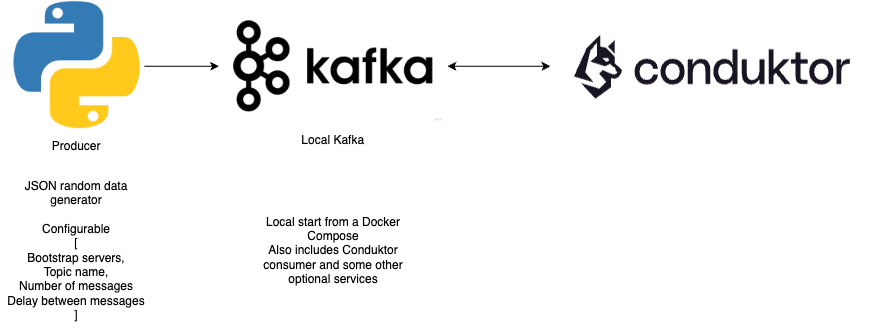 kafka
conduktor
Producer
Local Kafka
JSON random data
generator
Configurable
[
Bootstrap servers,
Topic name,
Number of messages
Delay between messages
]
Local start from a Docker
Compose
Also includes Conduktor
consumer and some other
optional services